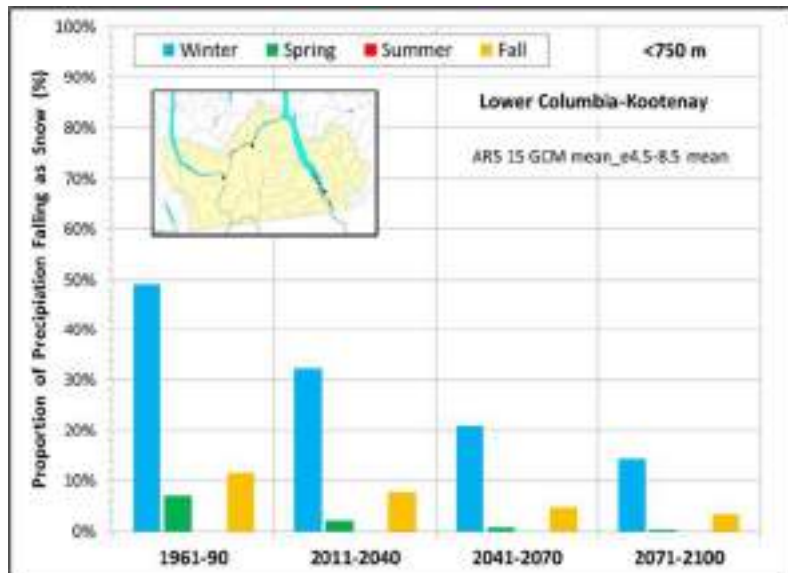 100%
Winter Spring Summer Fall <750 m
90%
Lower Columbia-Kootenay
80%
AR5 15 GCM mean_e4.5-8.5 mean
70%
60%
50%
40%
30%
20%
10%
0%
Proportion of Precipiation Falling as Snow (%)
1961-90 2011-2040 2041-2070 2071-2100